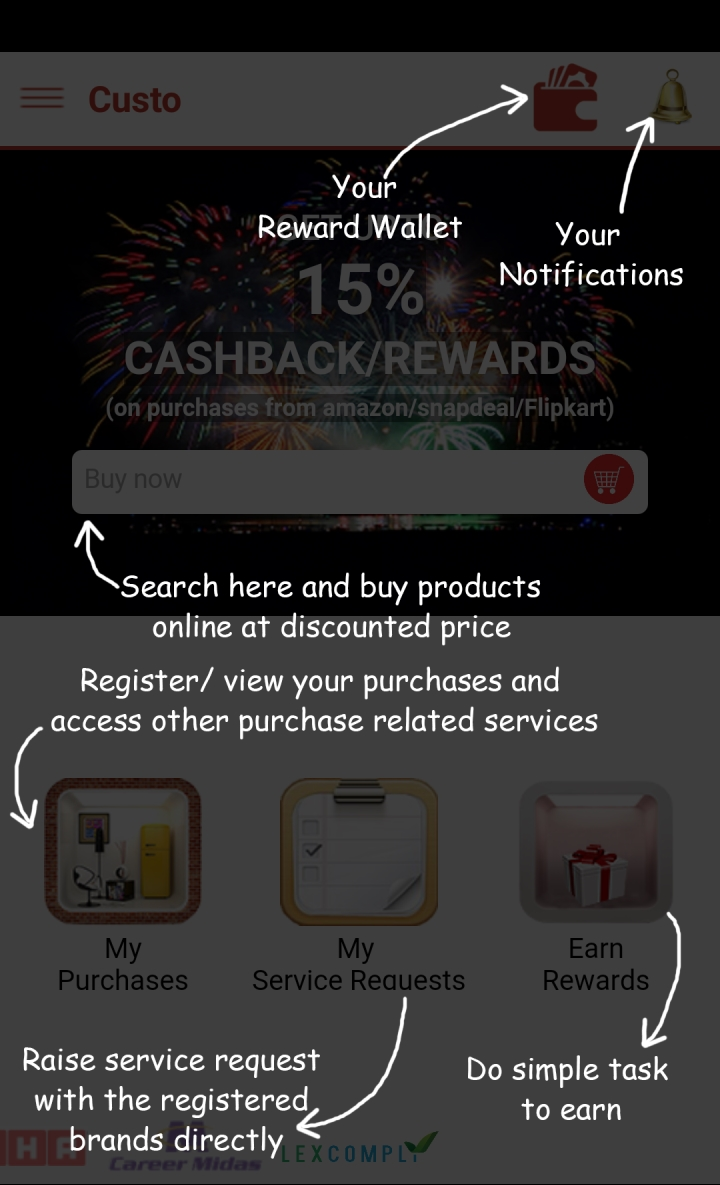 Custo
Your
Reward Wallet
Your
Notifications
GET UPTO
15%
CASHBACK/REWARDS
(on purchases from amazon/snapdeal/Flipkart)
Buy now
Search here and buy products
online at discounted price
Register/ view your purchases and
access other purchase related services
My
Purchases
My
Service Requests
Earn
Rewards
Raise service request
with the registered
brands directly
Do simple task
to earn
Career Midas
LEXCOMPLY